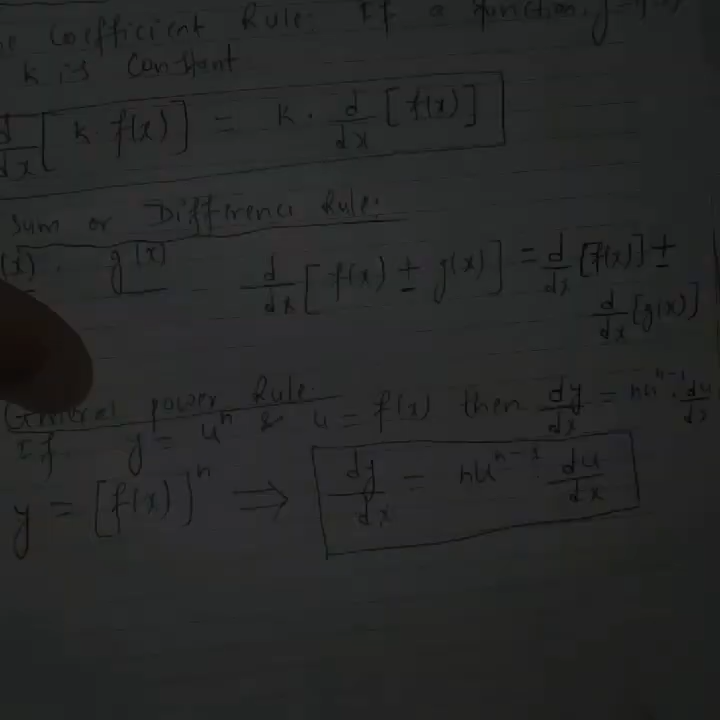 Coefficient Rule: If a function, y = f(x)
k is constant
d/dx [ k. f(x) ] = k. d/dx [ f(x) ]
Sum or Difference Rule:
g(x) d/dx [ f(x) ± g(x) ] = d/dx [f(x)] ±
d/dx [g(x)]
General power Rule.
If y = u^n & u = f(x) then dy/dx = nu^n-1 . du/dx
y = [f(x)]^n ⟹ dy/dx = nu^n-1 . du/dx